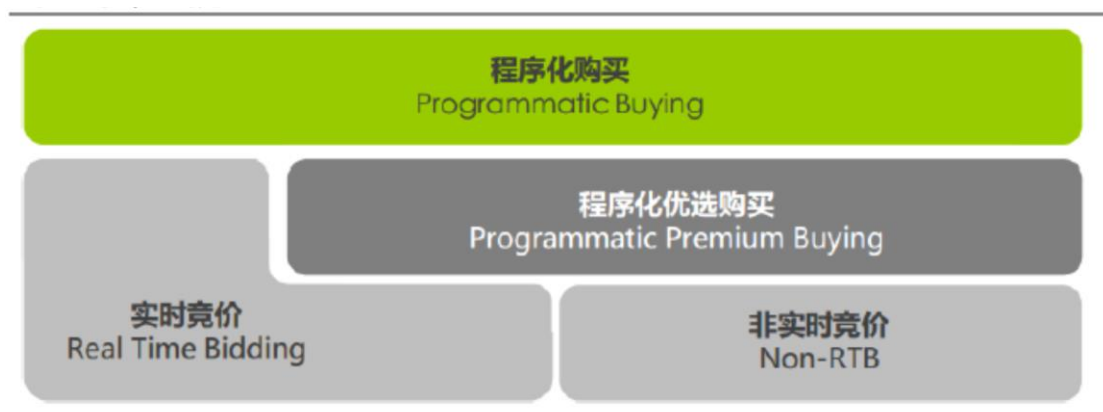 程序化购买
Programmatic Buying
程序化优选购买
Programmatic Premium Buying
实时竞价
Real Time Bidding
非实时竞价
Non-RTB